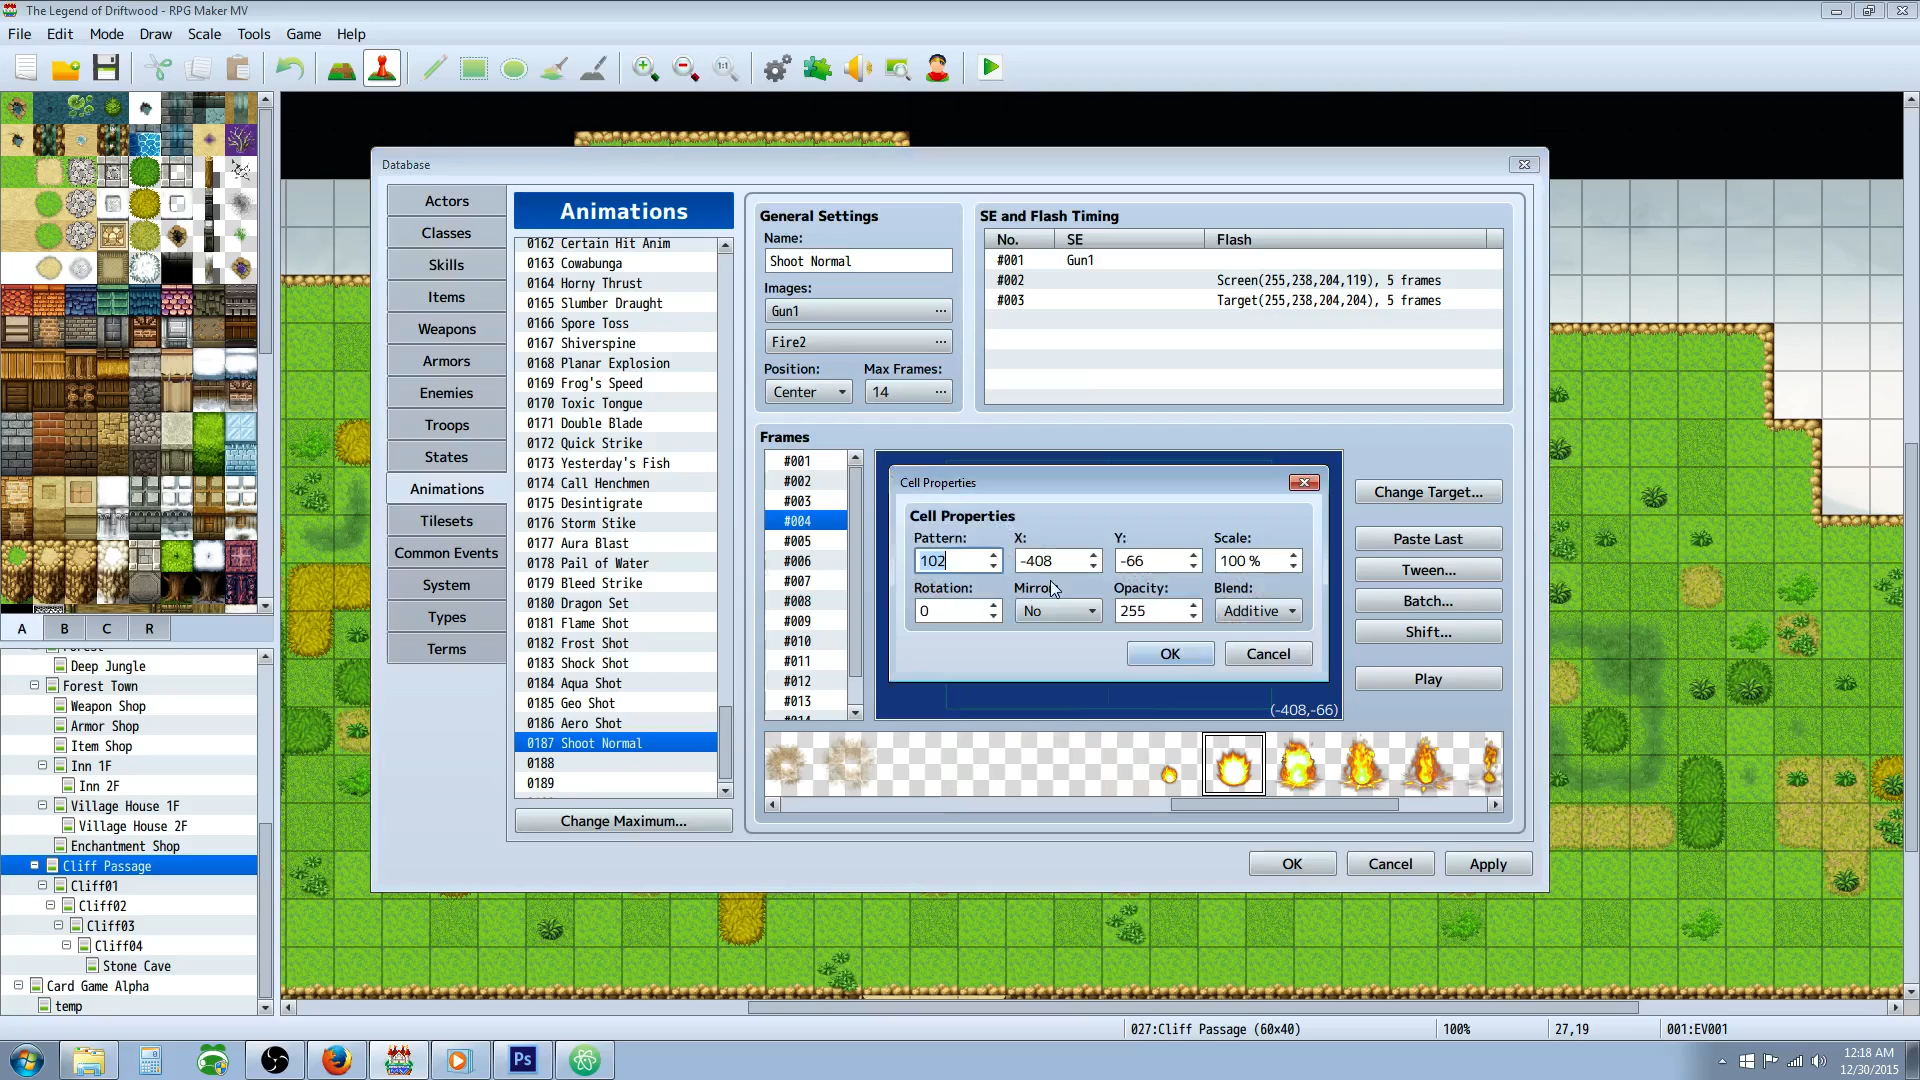 The Legend of Driftwood - RPG Maker MV
File Edit Mode Draw Scale Tools Game Help
1:1
Database
Actors
Classes
Skills
Items
Weapons
Armors
Enemies
Troops
States
Animations
Tilesets
Common Events
System
Types
Terms
Animations
0162 Certain Hit Anim
0163 Cowabunga
0164 Horny Thrust
0165 Slumber Draught
0166 Spore Toss
0167 Shiverspine
0168 Planar Explosion
0169 Frog's Speed
0170 Toxic Tongue
0171 Double Blade
0172 Quick Strike
0173 Yesterday's Fish
0174 Call Henchmen
0175 Desintigrate
0176 Storm Stike
0177 Aura Blast
0178 Pail of Water
0179 Bleed Strike
0180 Dragon Set
0181 Flame Shot
0182 Frost Shot
0183 Shock Shot
0184 Aqua Shot
0185 Geo Shot
0186 Aero Shot
0187 Shoot Normal
0188
0189
Change Maximum...
General Settings
Name:
Shoot Normal
Images:
Gun1 ...
Fire2 ...
Position: Max Frames:
Center 14 ...
SE and Flash Timing
No. SE Flash
#001 Gun1
#002 Screen(255,238,204,119), 5 frames
#003 Target(255,238,204,204), 5 frames
Frames
#001
#002
#003
#004
#005
#006
#007
#008
#009
#010
#011
#012
#013
#014
Cell Properties
Cell Properties
Pattern: X: Y: Scale:
102 -408 -66 100 %
Rotation: Mirror: Opacity: Blend:
0 No 255 Additive
OK Cancel
(-408,-66)
Change Target...
Paste Last
Tween...
Batch...
Shift...
Play
OK Cancel Apply
A B C R
Forest
Deep Jungle
Forest Town
Weapon Shop
Armor Shop
Item Shop
Inn 1F
Inn 2F
Village House 1F
Village House 2F
Enchantment Shop
Cliff Passage
Cliff01
Cliff02
Cliff03
Cliff04
Stone Cave
Card Game Alpha
temp
027:Cliff Passage (60x40) 100% 27,19 001:EV001
Ps
12:18 AM
12/30/2015